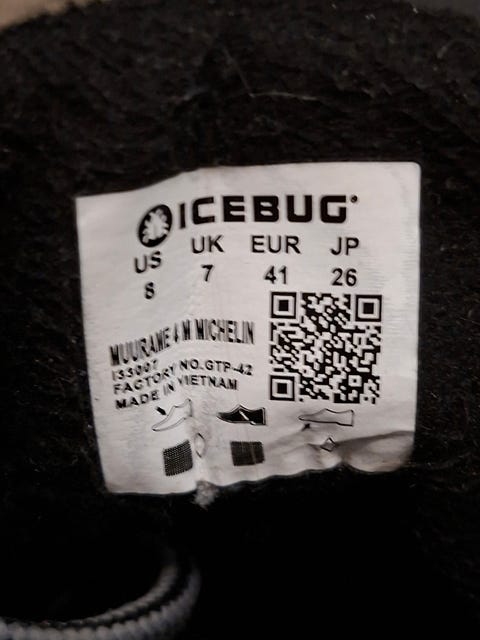 ICEBUG®
US UK EUR JP
8 7 41 26
MUURAME 4 M MICHELIN
FACTORY NO.GTP-42
MADE IN VIETNAM